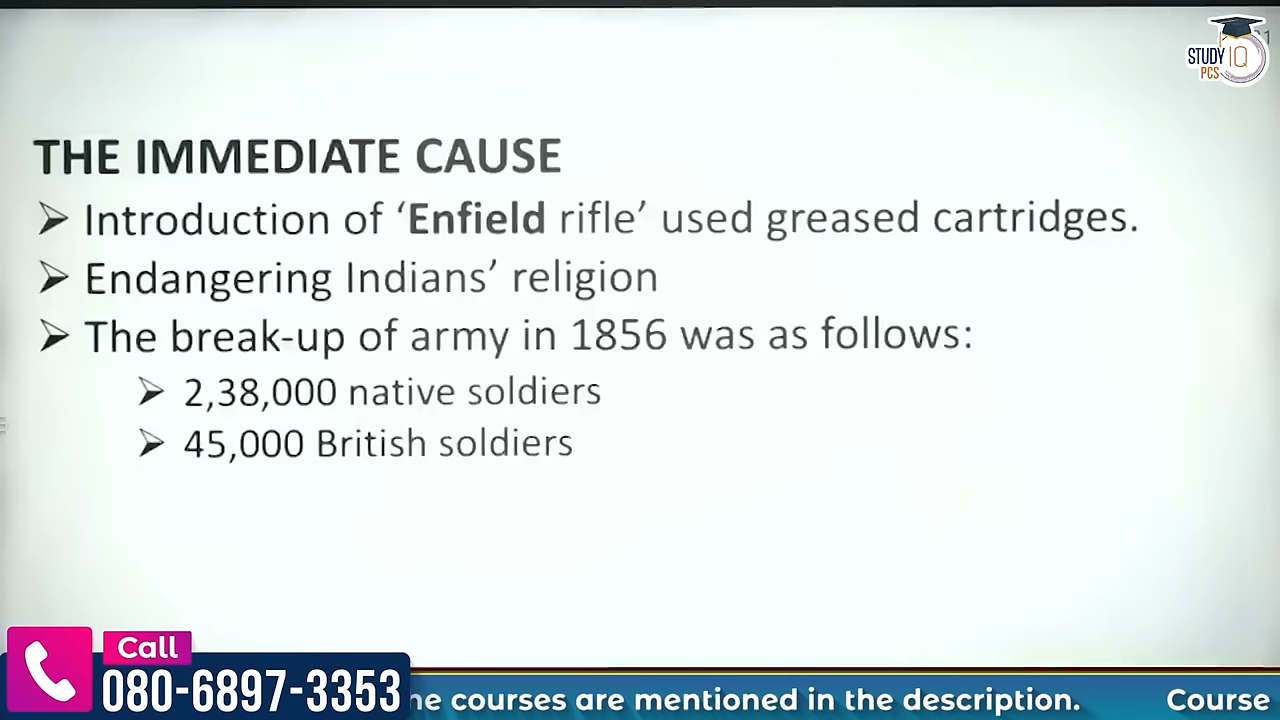 STUDY IQ
PCS
THE IMMEDIATE CAUSE
➢ Introduction of ‘Enfield rifle’ used greased cartridges.
➢ Endangering Indians’ religion
➢ The break-up of army in 1856 was as follows:
➢ 2,38,000 native soldiers
➢ 45,000 British soldiers
Call
080-6897-3353
courses are mentioned in the description. Course